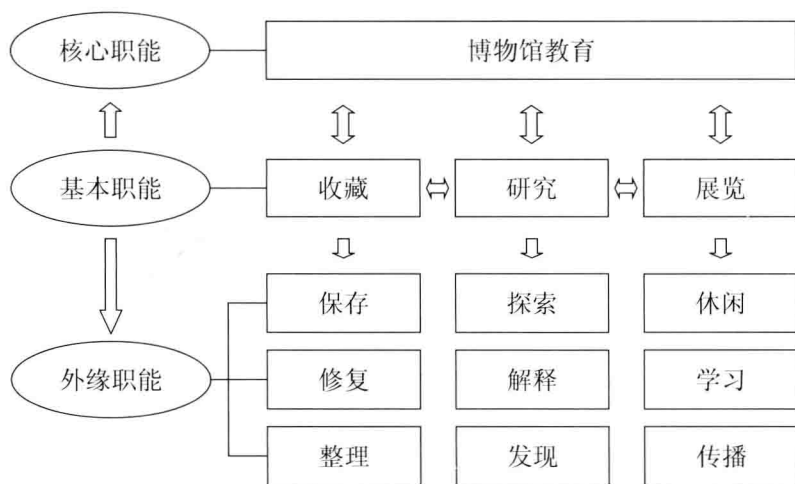 核心职能 博物馆教育
基本职能 收藏 研究 展览
保存 探索 休闲
外缘职能 修复 解释 学习
整理 发现 传播